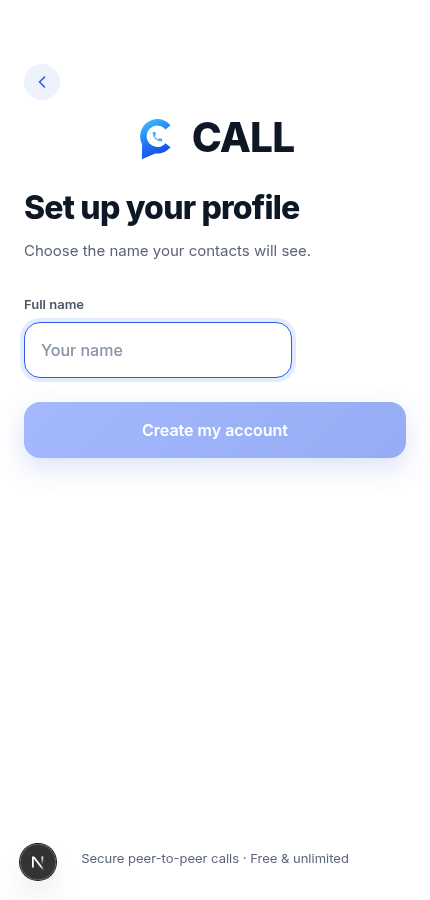 CALL
Set up your profile
Choose the name your contacts will see.
Full name
Your name
Create my account
N
Secure peer-to-peer calls · Free & unlimited